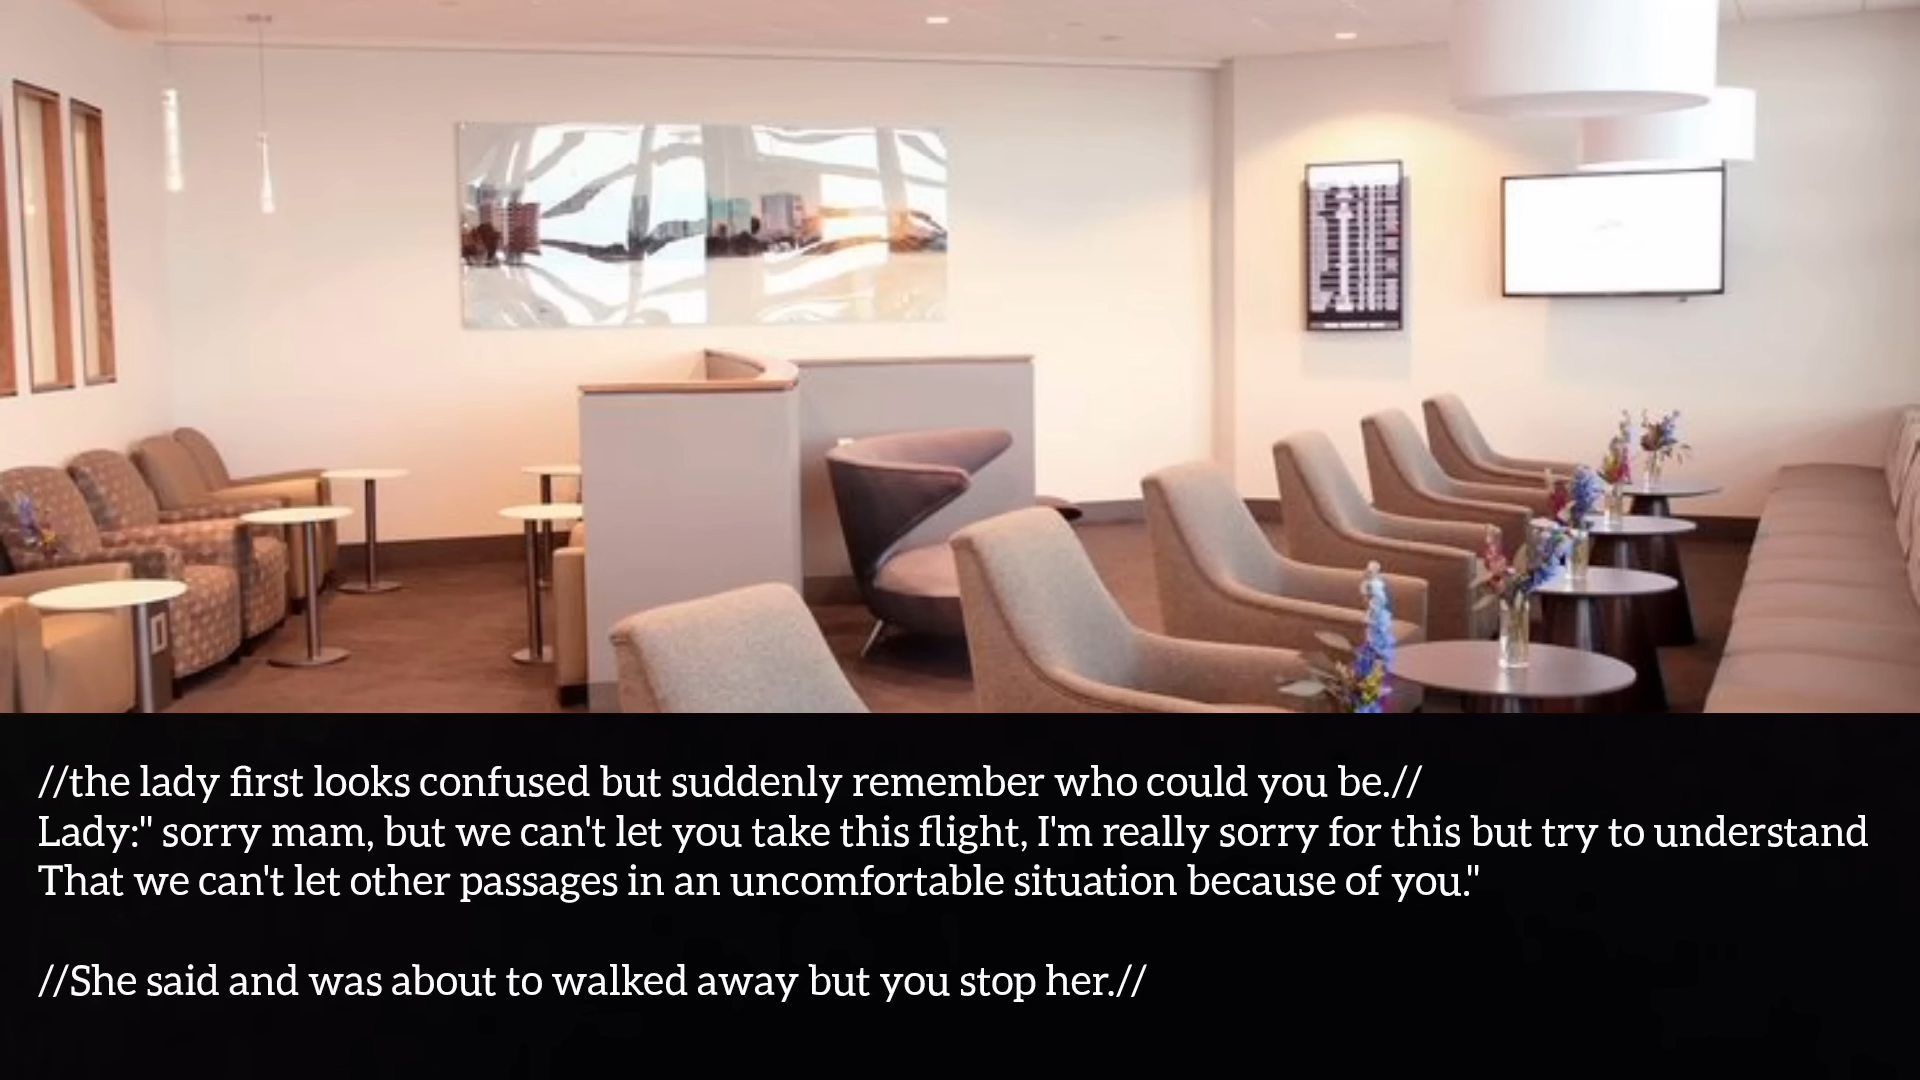 //the lady first looks confused but suddenly remember who could you be.//
Lady:" sorry mam, but we can't let you take this flight, I'm really sorry for this but try to understand
That we can't let other passages in an uncomfortable situation because of you."
//She said and was about to walked away but you stop her.//